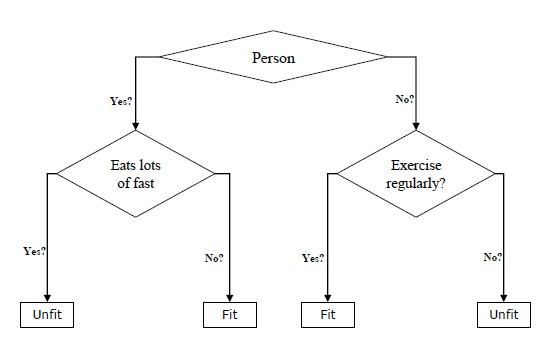 Person
Yes?
No?
Eats lots
of fast
Exercise
regularly?
Yes?
No?
Yes?
No?
Unfit
Fit
Fit
Unfit